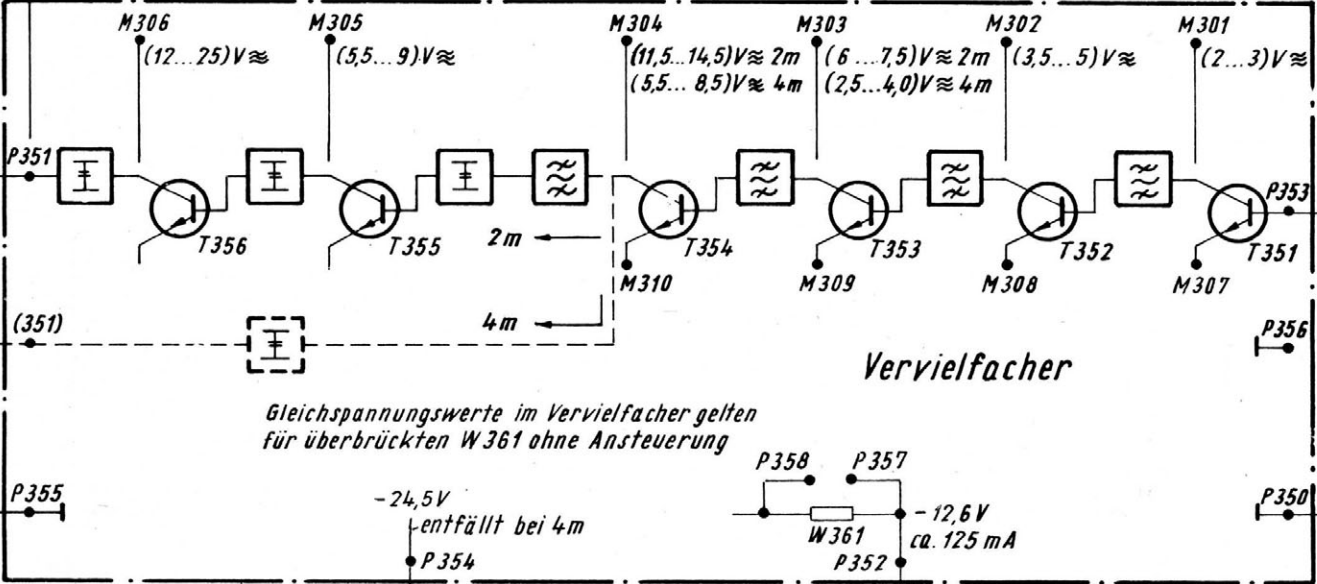 M306 M305 M304 M303 M302 M301
(12...25)V≋ (5,5...9)V≋ (11,5...14,5)V≋ 2m (6...7,5)V≋ 2m (3,5...5)V≋ (2...3)V≋
(5,5...8,5)V≋ 4m (2,5...4,0)V≋ 4m
P351 P353
T356 2m T355 T354 T353 T352 T351
M310 M309 M308 M307
(351) 4m P356
Vervielfacher
Gleichspannungswerte im Vervielfacher gelten
für überbrückten W361 ohne Ansteuerung
P358 P357
P355 -24,5V P350
entfällt bei 4m W361 -12,6V
ca. 125 mA
P354 P352